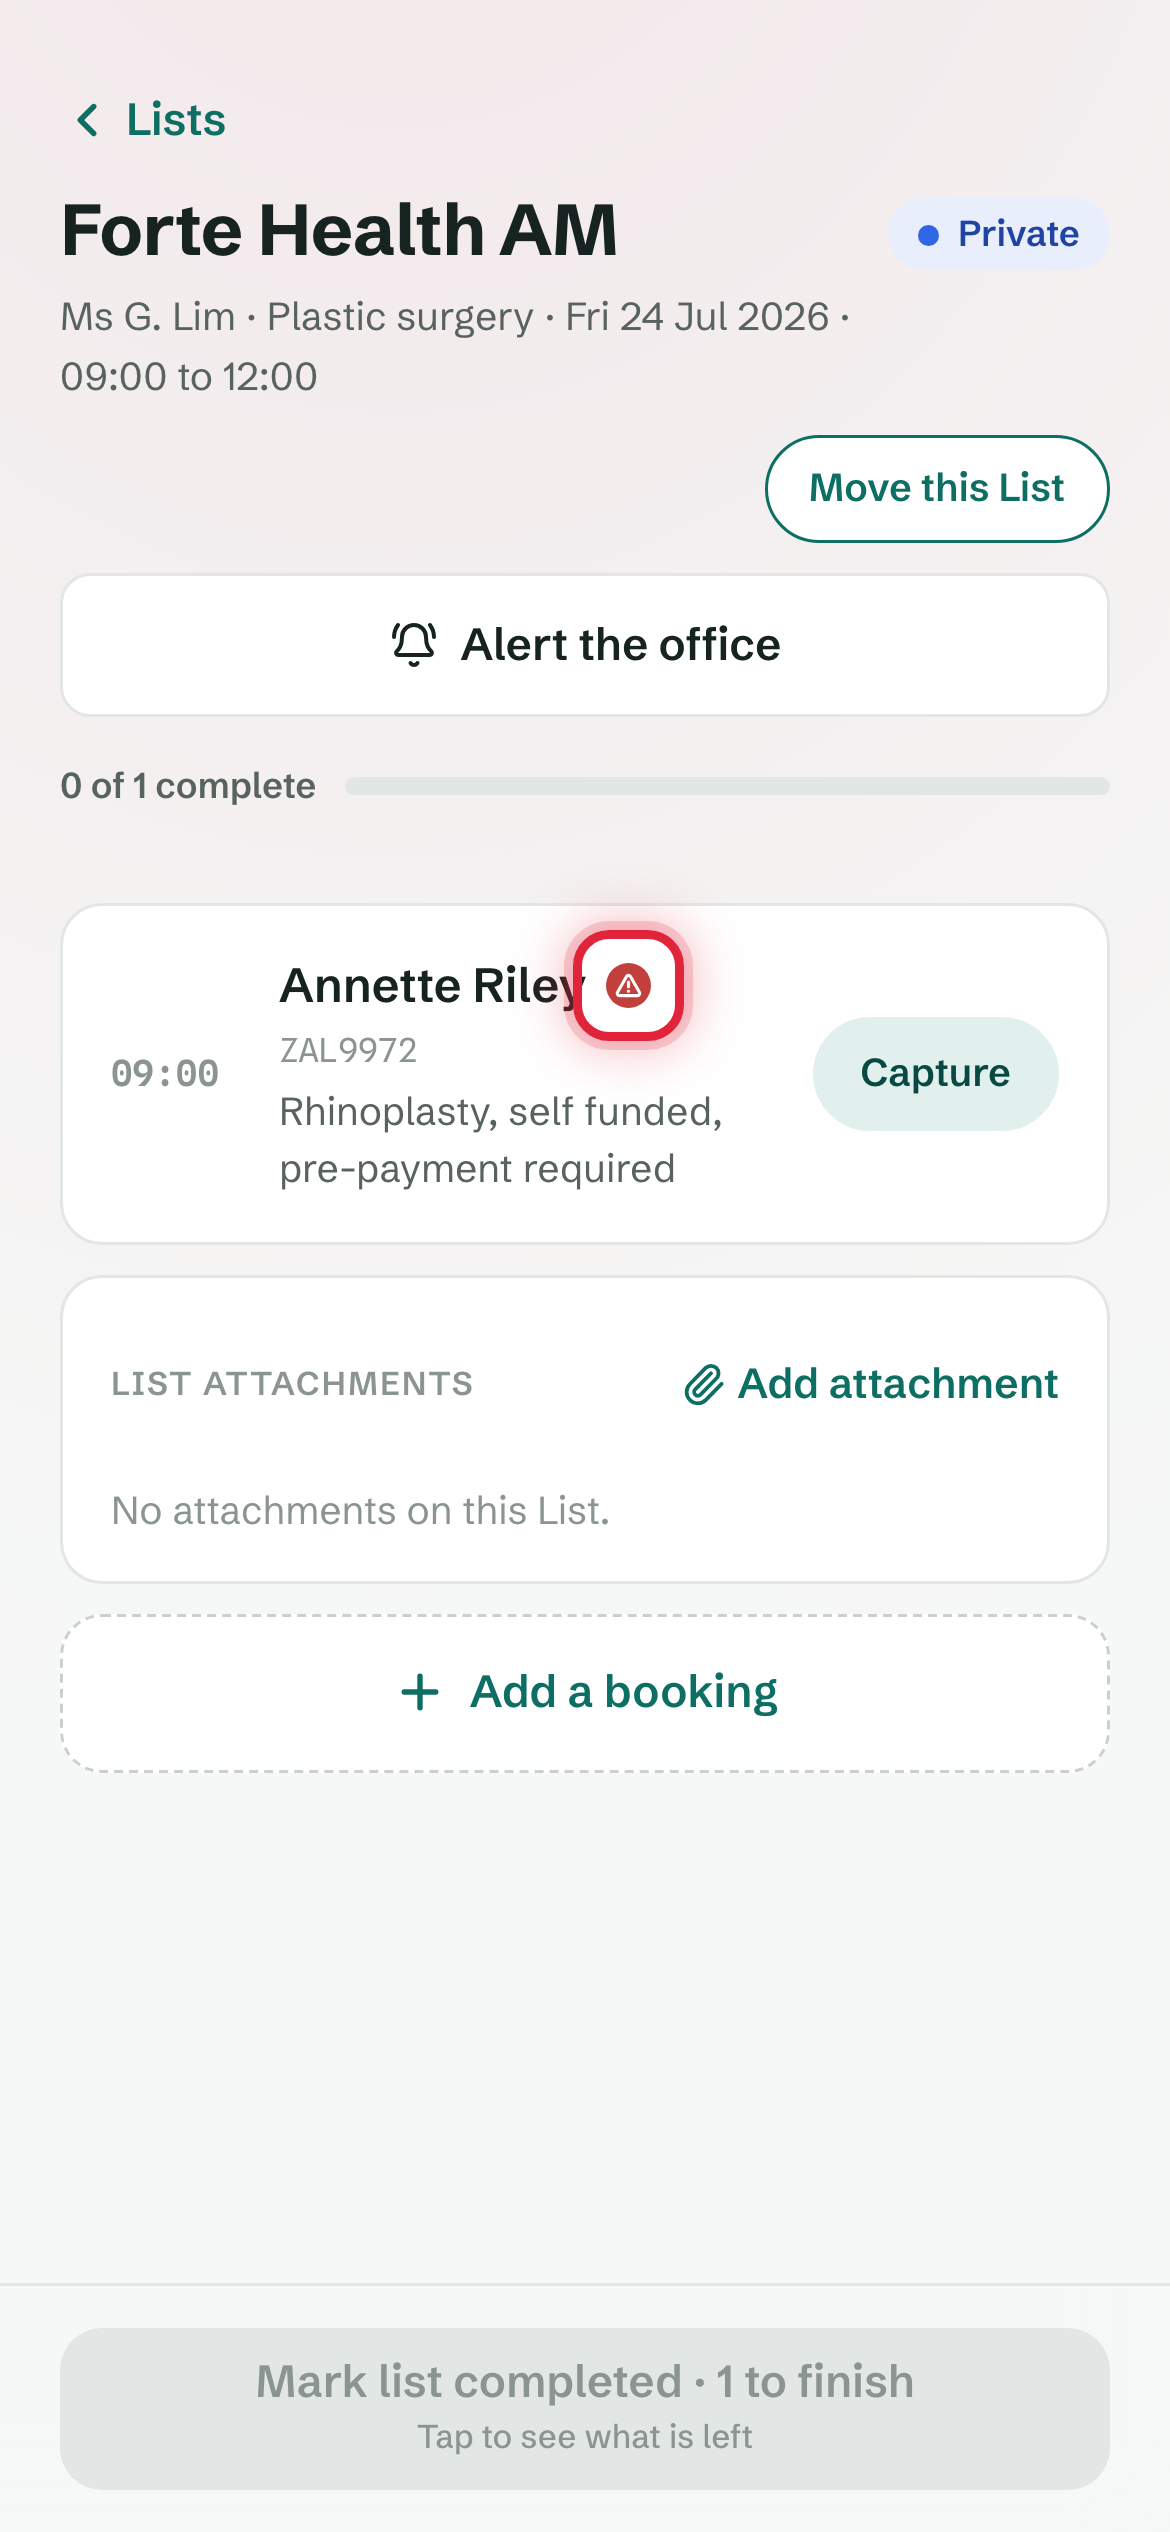 Lists
Forte Health AM
Private
Ms G. Lim · Plastic surgery · Fri 24 Jul 2026 ·
09:00 to 12:00
Move this List
Alert the office
0 of 1 complete
Annette Riley
ZAL9972
09:00
Rhinoplasty, self funded,
pre-payment required
Capture
LIST ATTACHMENTS
Add attachment
No attachments on this List.
Add a booking
Mark list completed · 1 to finish
Tap to see what is left